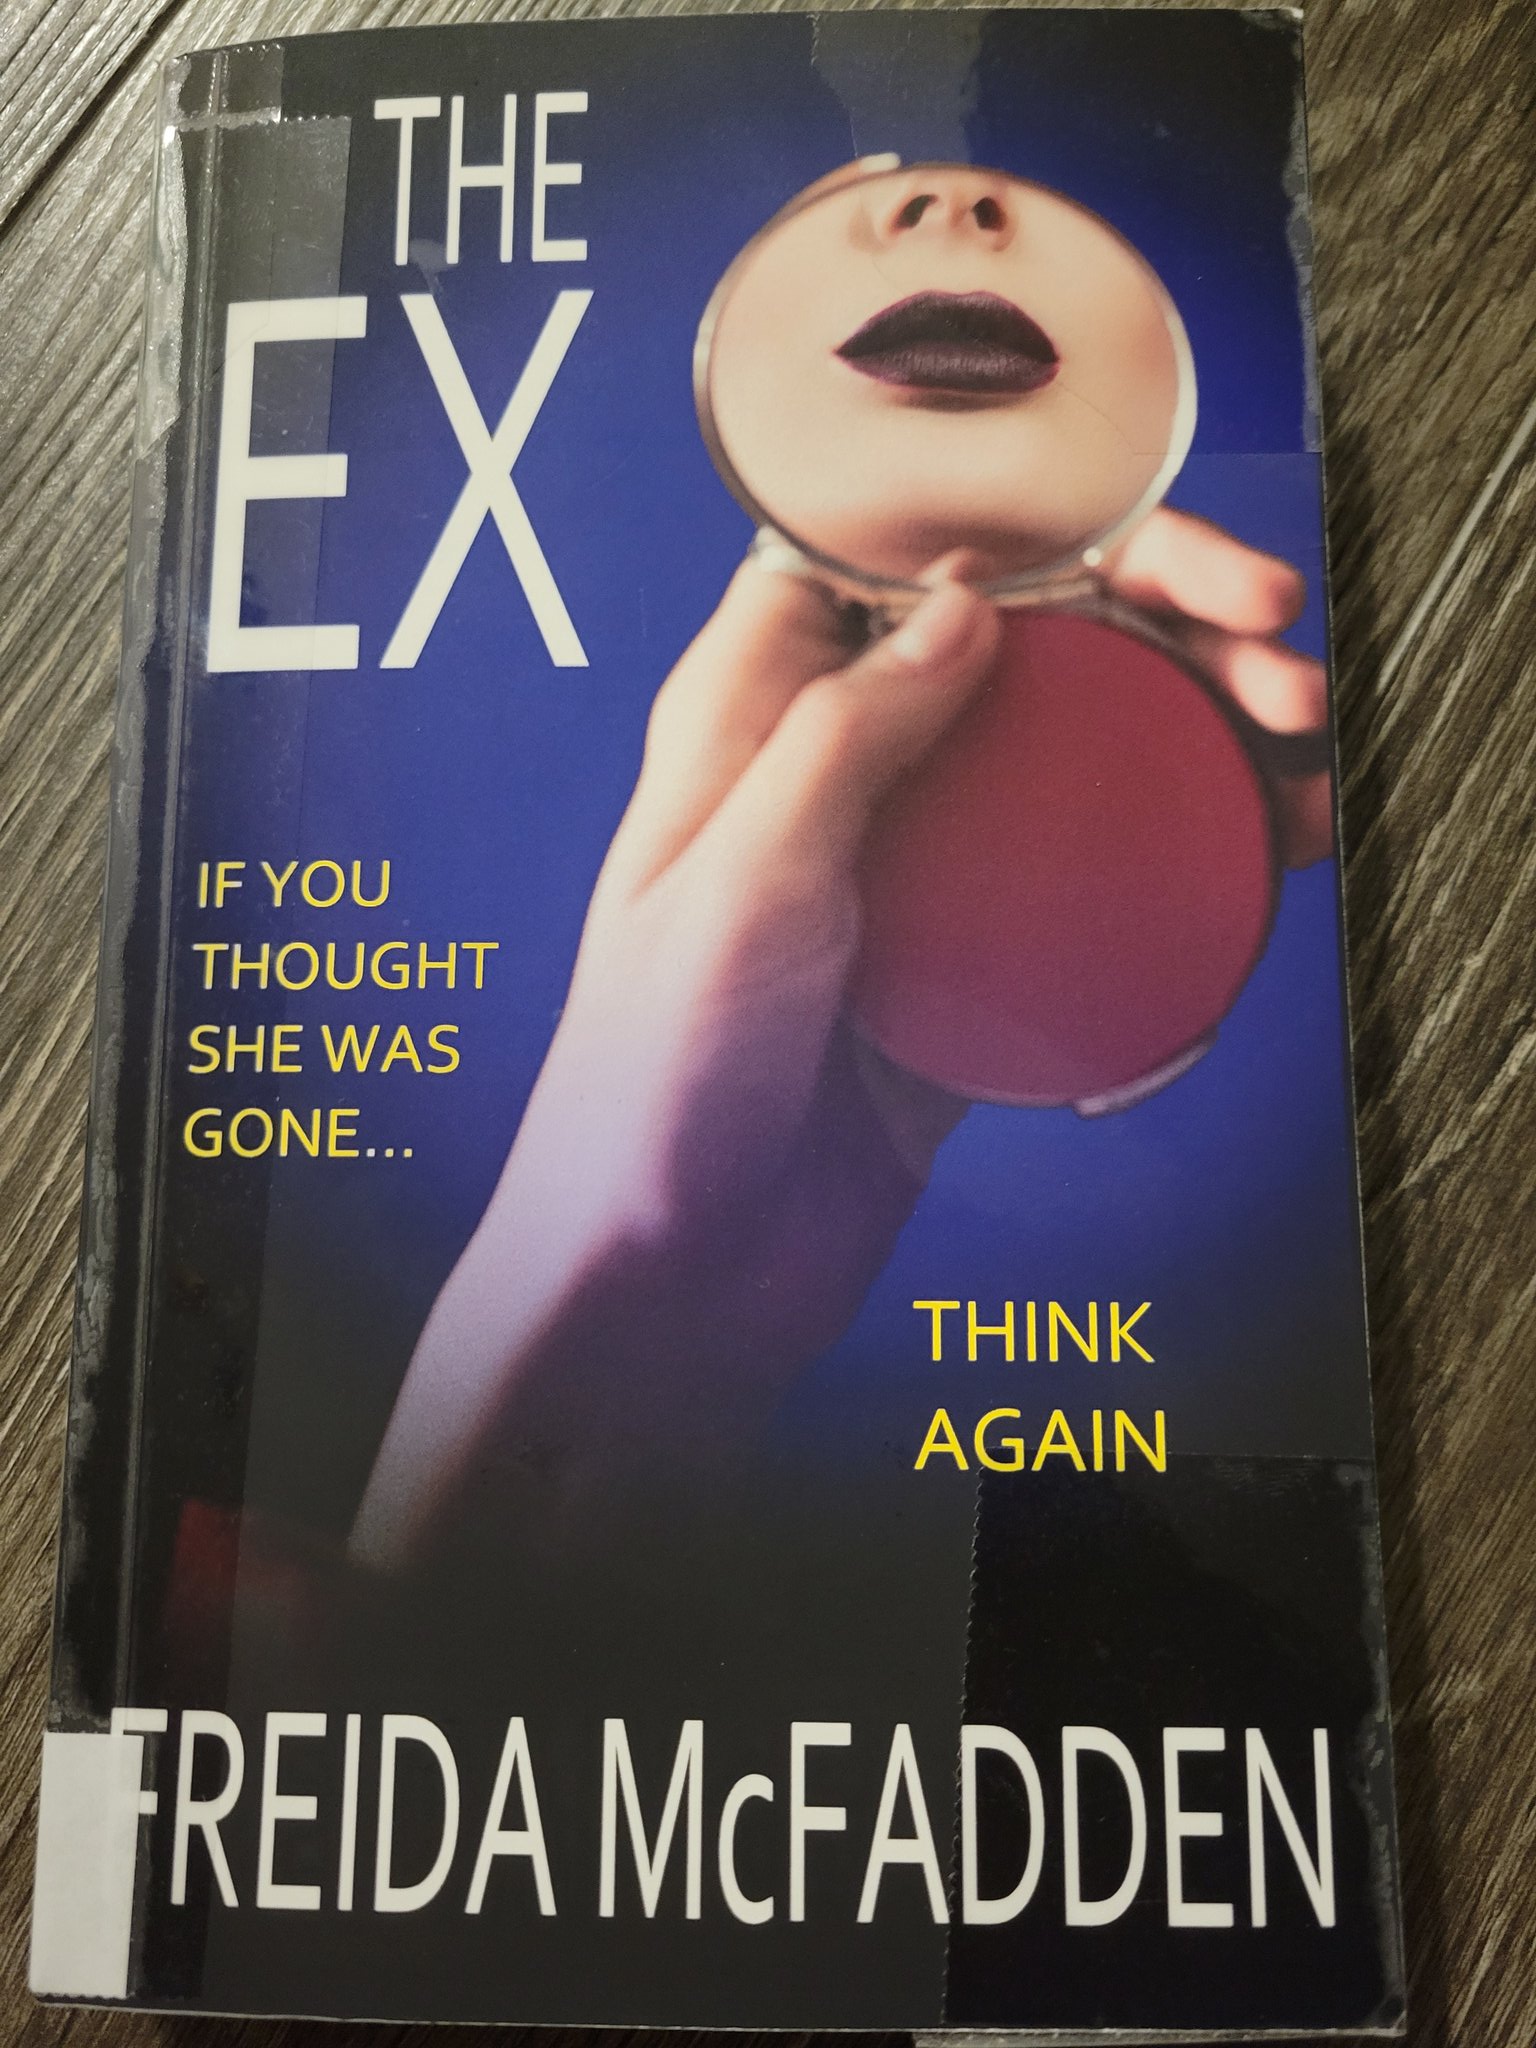 THE
EX
IF YOU
THOUGHT
SHE WAS
GONE...
THINK
AGAIN
FREIDA McFADDEN